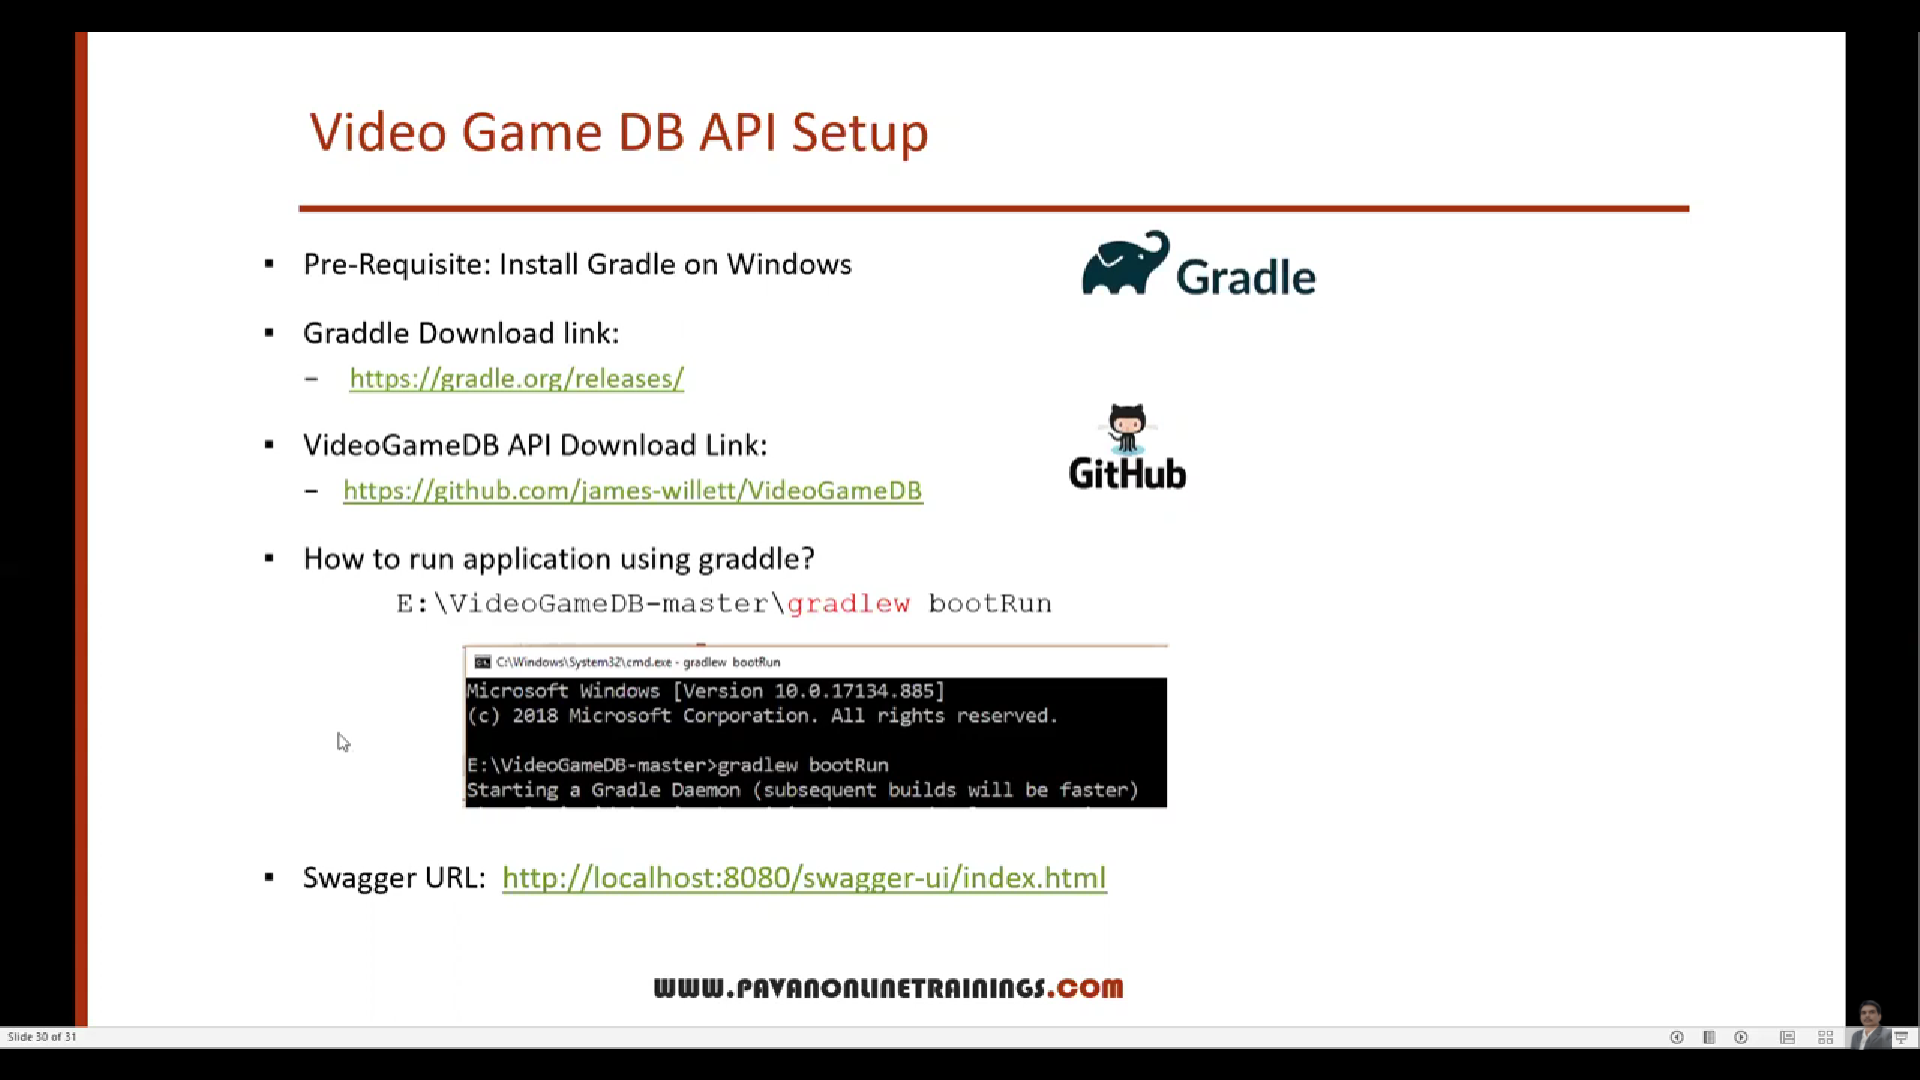 Video Game DB API Setup
▪ Pre-Requisite: Install Gradle on Windows
Gradle
▪ Graddle Download link:
– https://gradle.org/releases/
▪ VideoGameDB API Download Link:
– https://github.com/james-willett/VideoGameDB
GitHub
▪ How to run application using graddle?
E:\VideoGameDB-master\gradlew bootRun
C:\Windows\System32\cmd.exe - gradlew bootRun
Microsoft Windows [Version 10.0.17134.885]
(c) 2018 Microsoft Corporation. All rights reserved.
E:\VideoGameDB-master>gradlew bootRun
Starting a Gradle Daemon (subsequent builds will be faster)
▪ Swagger URL: http://localhost:8080/swagger-ui/index.html
WWW.PAVANONLINETRAININGS.COM
Slide 30 of 31